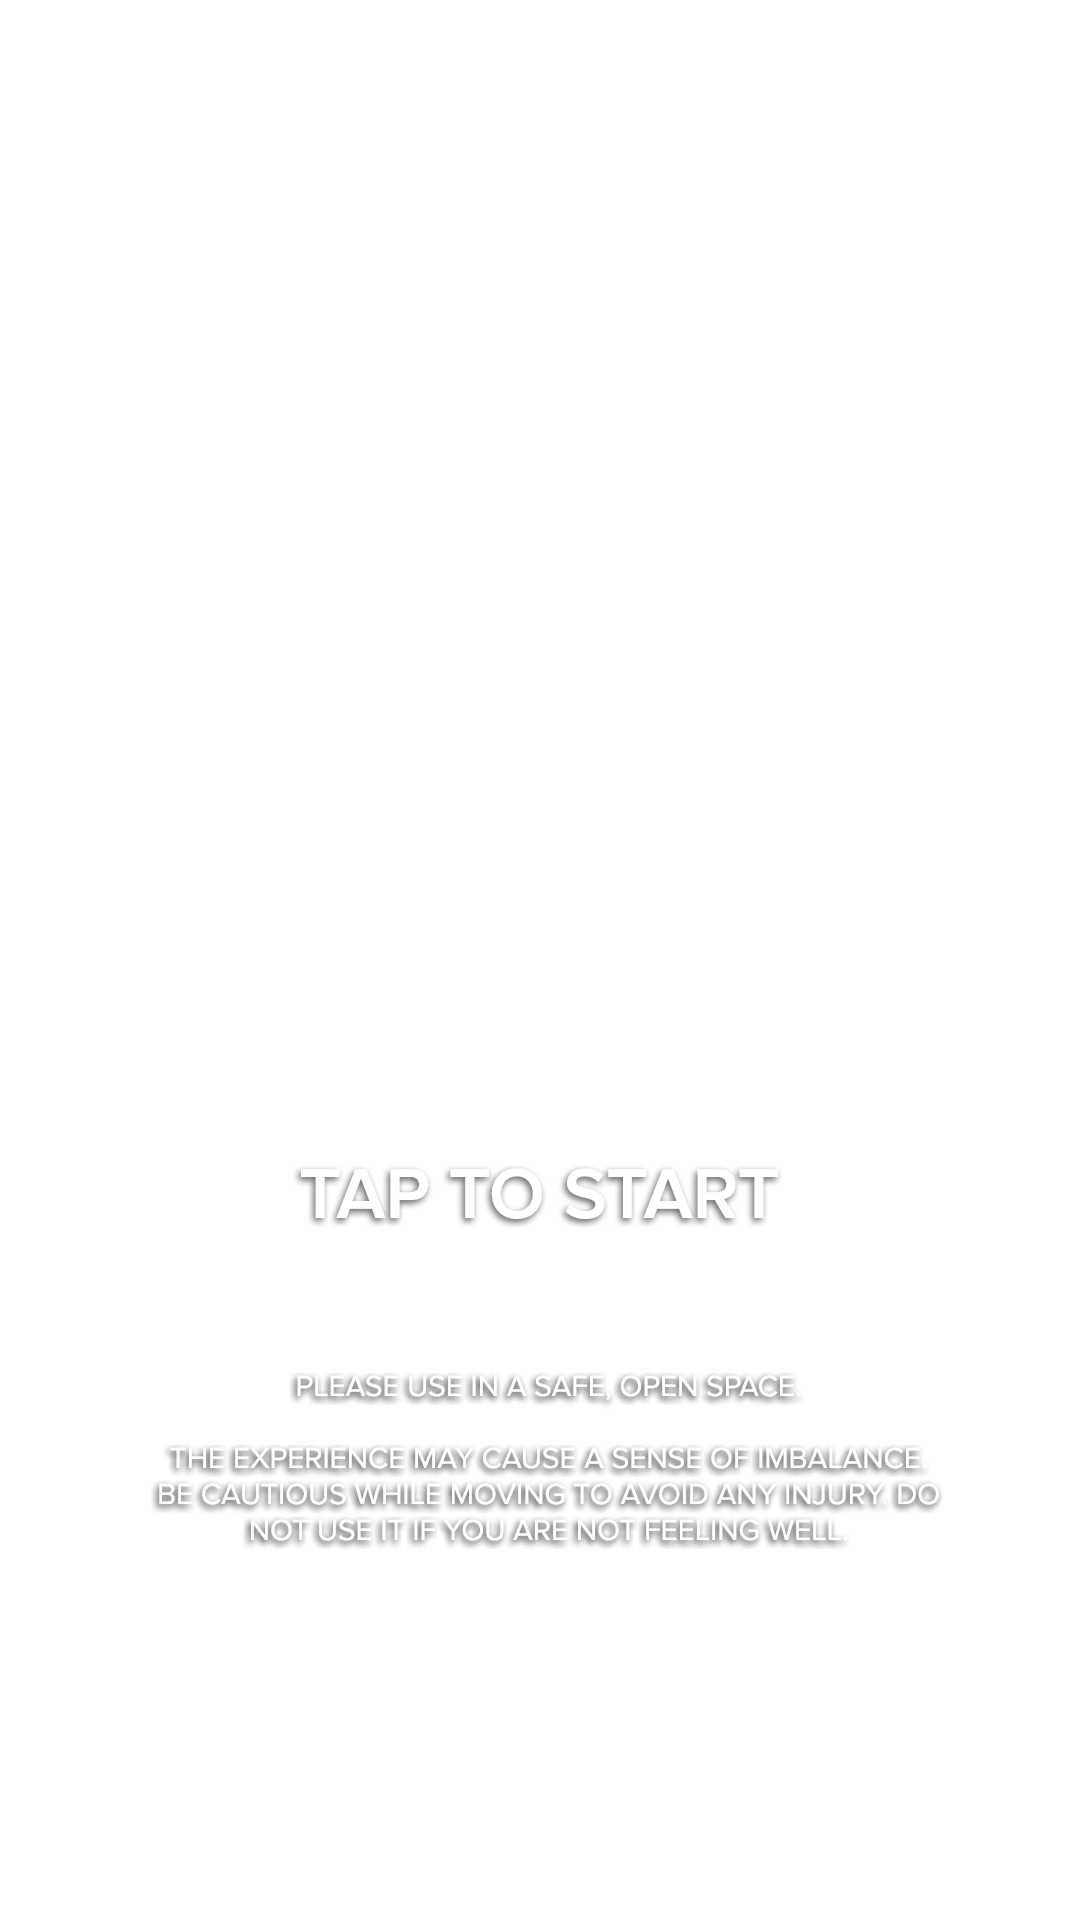 TAP TO START
PLEASE USE IN A SAFE, OPEN SPACE.
THE EXPERIENCE MAY CAUSE A SENSE OF IMBALANCE.
BE CAUTIOUS WHILE MOVING TO AVOID ANY INJURY. DO
NOT USE IT IF YOU ARE NOT FEELING WELL.